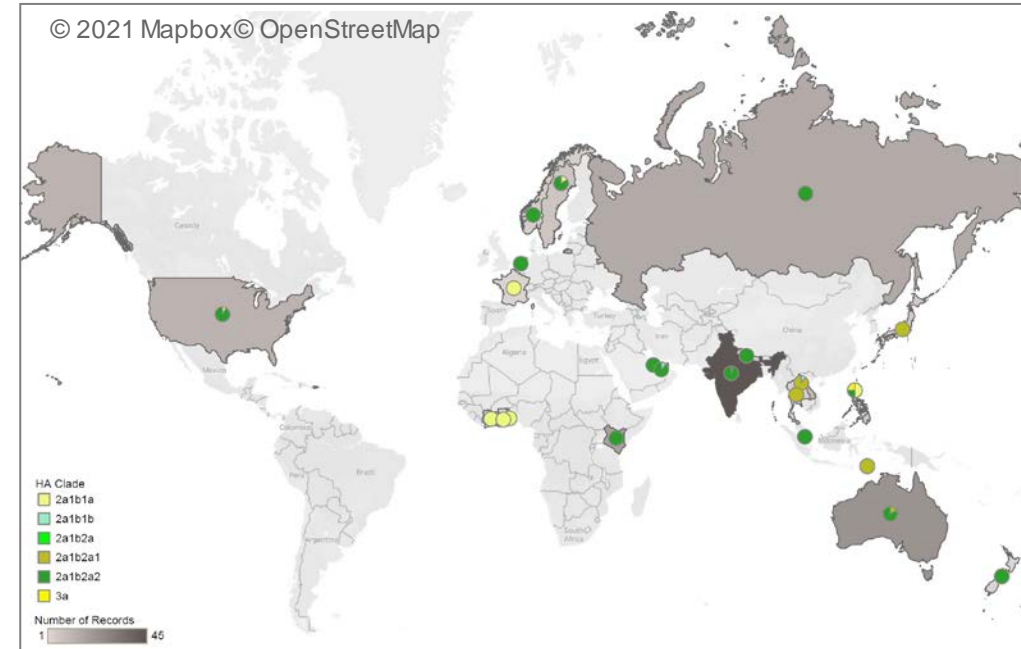 © 2021 Mapbox© OpenStreetMap
Canada
Mexico
Colombia
Peru
Brazil
Argentina
Spain
Turkey
Algeria
Egypt
Iran
China
Indonesia
South
Africa
HA Clade
2a1b1a
2a1b1b
2a1b2a
2a1b2a1
2a1b2a2
3a
Number of Records
1
45